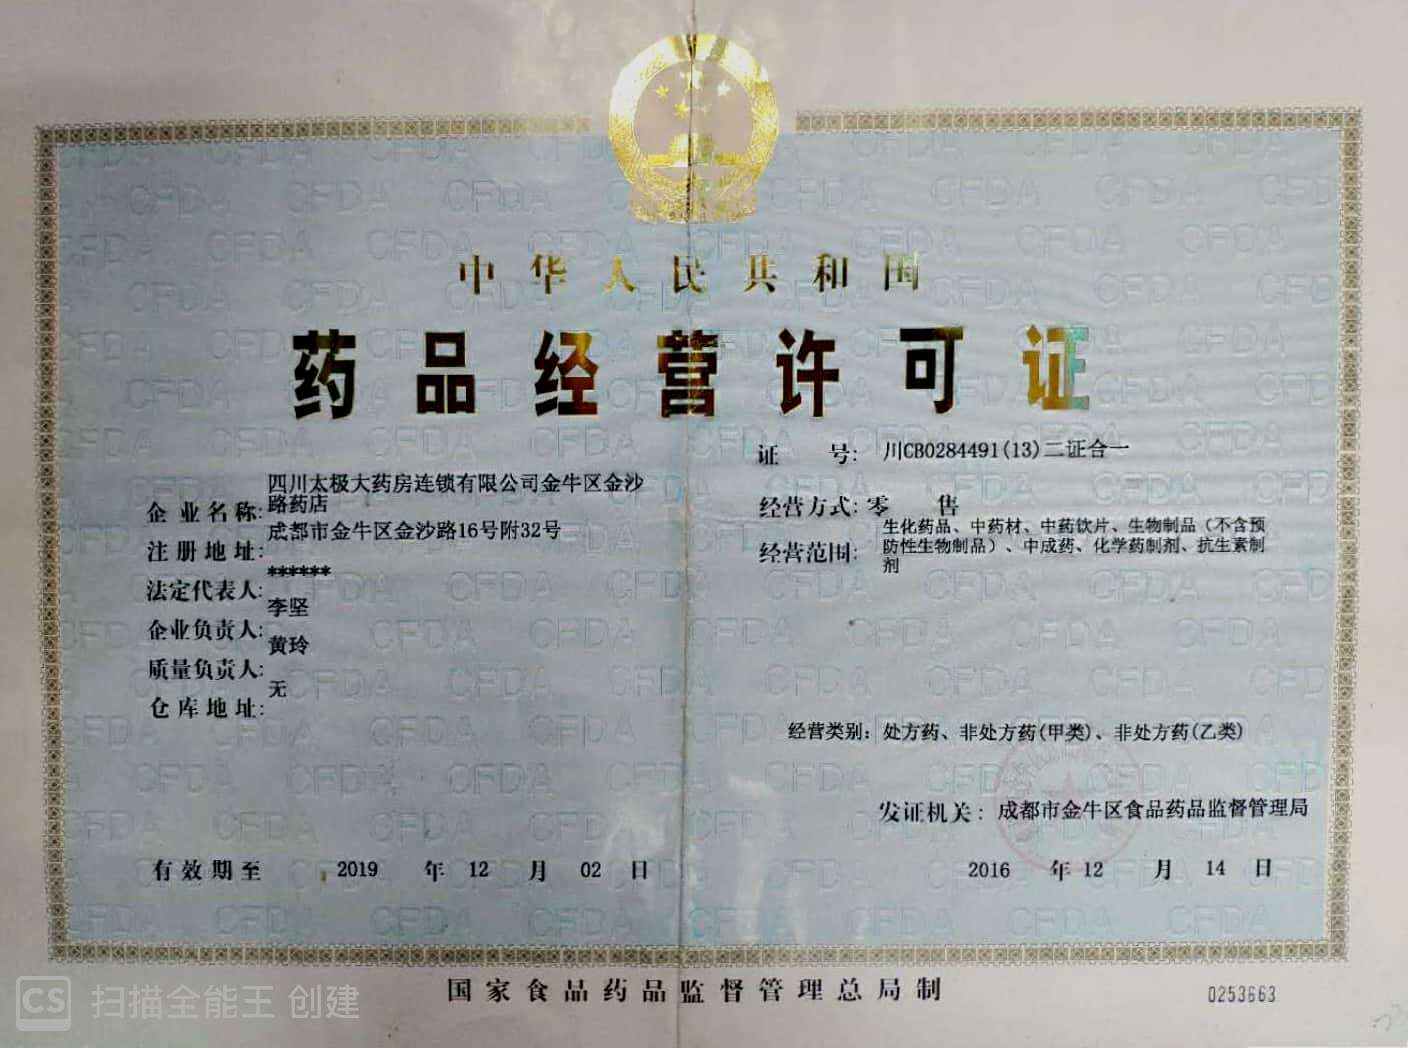 中华人民共和国
药品经营许可证
证 号: 川CB0284491(13)二证合一
企业名称: 四川太极大药房连锁有限公司金牛区金沙
路药店
注册地址: 成都市金牛区金沙路16号附32号
法定代表人: ******
企业负责人: 李坚
质量负责人: 黄玲
仓库地址: 无
经营方式: 零 售
经营范围: 生化药品、中药材、中药饮片、生物制品（不含预
防性生物制品）、中成药、化学药制剂、抗生素制
剂
经营类别: 处方药、非处方药(甲类)、非处方药(乙类)
发证机关: 成都市金牛区食品药品监督管理局
有效期至 2019 年 12 月 02 日
2016 年 12 月 14 日
国家食品药品监督管理总局制
0253663
CS 扫描全能王 创建